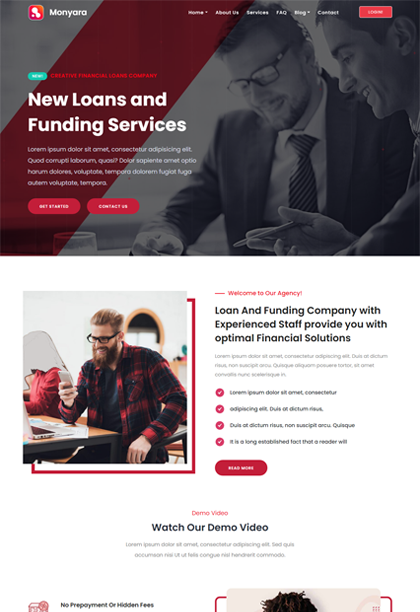 Monyara
Home About Us Services FAQ Blog Contact LOGIN
NEW! CREATIVE FINANCIAL LOANS COMPANY
New Loans and
Funding Services
Lorem ipsum dolor sit amet, consectetur adipisicing elit.
Quod corrupti laborum, quasi? Dolor sapiente amet optio
harum dolores, voluptate, tempora dolorem fugiat fuga
autem voluptate, tempora.
GET STARTED CONTACT US
Welcome to Our Agency!
Loan And Funding Company with
Experienced Staff provide you with
optimal Financial Solutions
Lorem ipsum dolor sit amet, consectetur adipiscing elit. Duis at dictum
risus, non suscipit arcu. Quisque aliquam posuere tortor, sit amet
convallis nunc scelerisque in.
Lorem ipsum dolor sit amet, consectetur
adipiscing elit. Duis at dictum risus,
Duis at dictum risus, non suscipit arcu. Quisque
It is a long established fact that a reader will
READ MORE
Demo Video
Watch Our Demo Video
Lorem ipsum dolor sit amet, consectetur adipiscing elit. Sed quis
accumsan nisi Ut ut felis congue nisl hendrerit commodo.
No Prepayment Or Hidden Fees